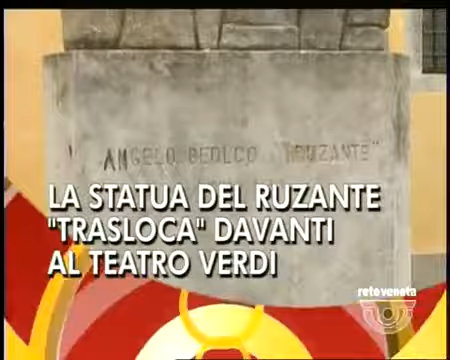 ANGELO BEOLCO "RUZANTE"
LA STATUA DEL RUZANTE
"TRASLOCA" DAVANTI
AL TEATRO VERDI
reteveneta